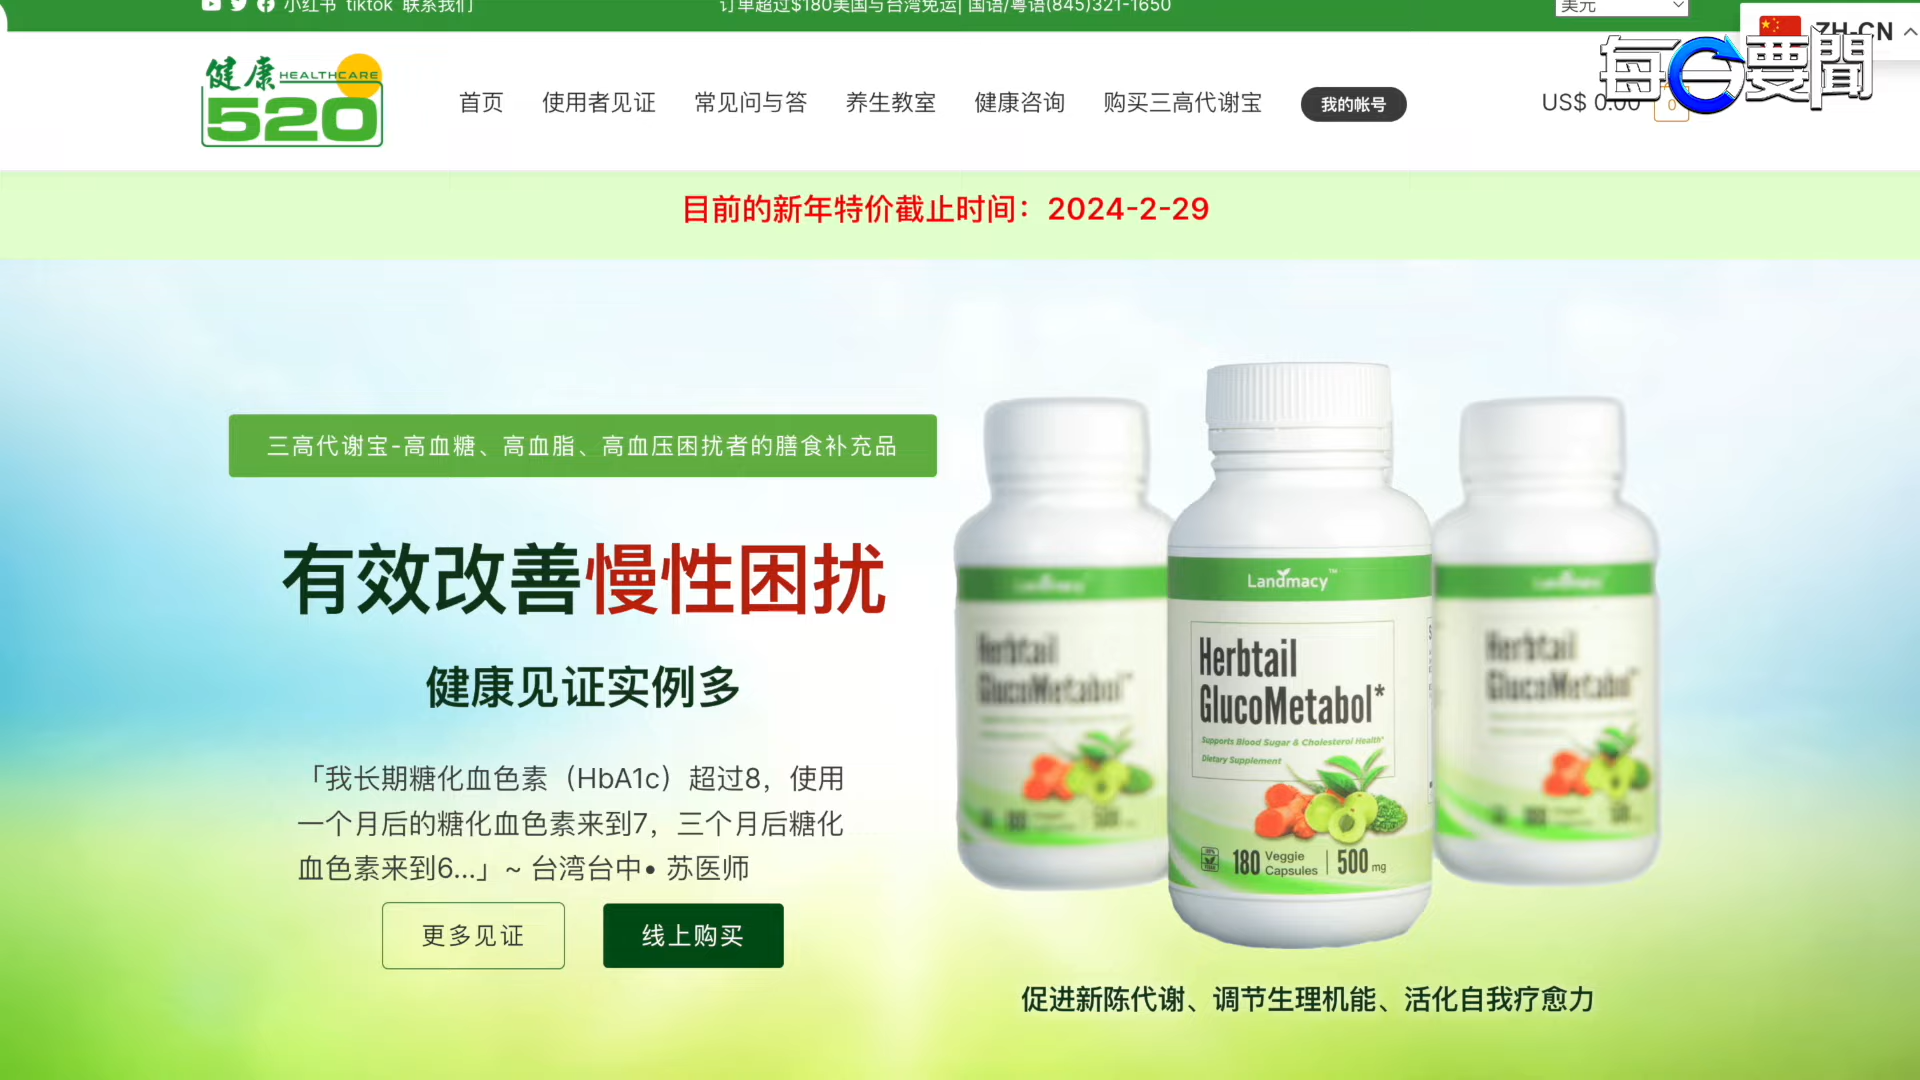 小红书 tiktok 联系我们
订单超过$180美国与台湾免运| 国语/粤语(845)321-1650
美元
ZH-CN
每日要聞
健康 HEALTHCARE
520
首页 使用者见证 常见问与答 养生教室 健康咨询 购买三高代谢宝 我的帐号
US$ 0.00 0
目前的新年特价截止时间：2024-2-29
三高代谢宝-高血糖、高血脂、高血压困扰者的膳食补充品
有效改善慢性困扰
健康见证实例多
「我长期糖化血色素（HbA1c）超过8，使用
一个月后的糖化血色素来到7，三个月后糖化
血色素来到6...」~ 台湾台中• 苏医师
更多见证
线上购买
Landmacy™
Herbtail
GlucoMetabol*
Supports Blood Sugar & Cholesterol Health*
Dietary Supplement
180 Veggie Capsules | 500 mg
Herbtail
GlucoMetabol
Herbtail
GlucoMetabol
促进新陈代谢、调节生理机能、活化自我疗愈力